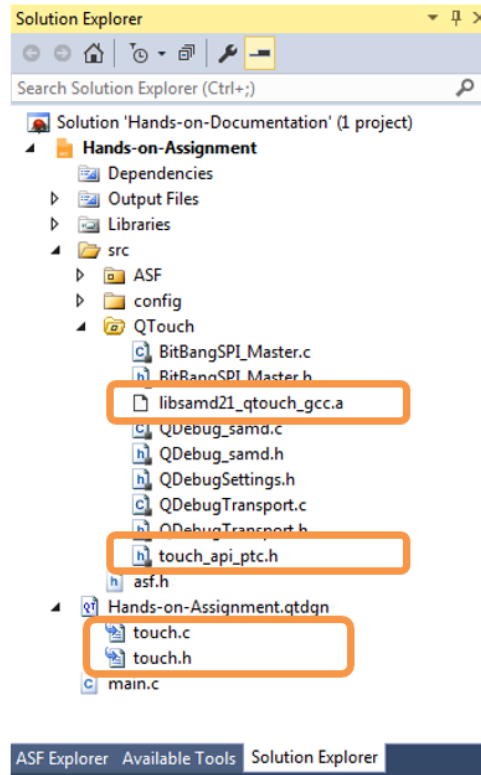 Solution Explorer
Search Solution Explorer (Ctrl+;)
Solution 'Hands-on-Documentation' (1 project)
Hands-on-Assignment
Dependencies
Output Files
Libraries
src
ASF
config
QTouch
BitBangSPI_Master.c
BitBangSPI_Master.h
libsamd21_qtouch_gcc.a
QDebug_samd.c
QDebug_samd.h
QDebugSettings.h
QDebugTransport.c
QDebugTransport.h
touch_api_ptc.h
asf.h
Hands-on-Assignment.qtdgn
touch.c
touch.h
main.c
ASF Explorer Available Tools Solution Explorer